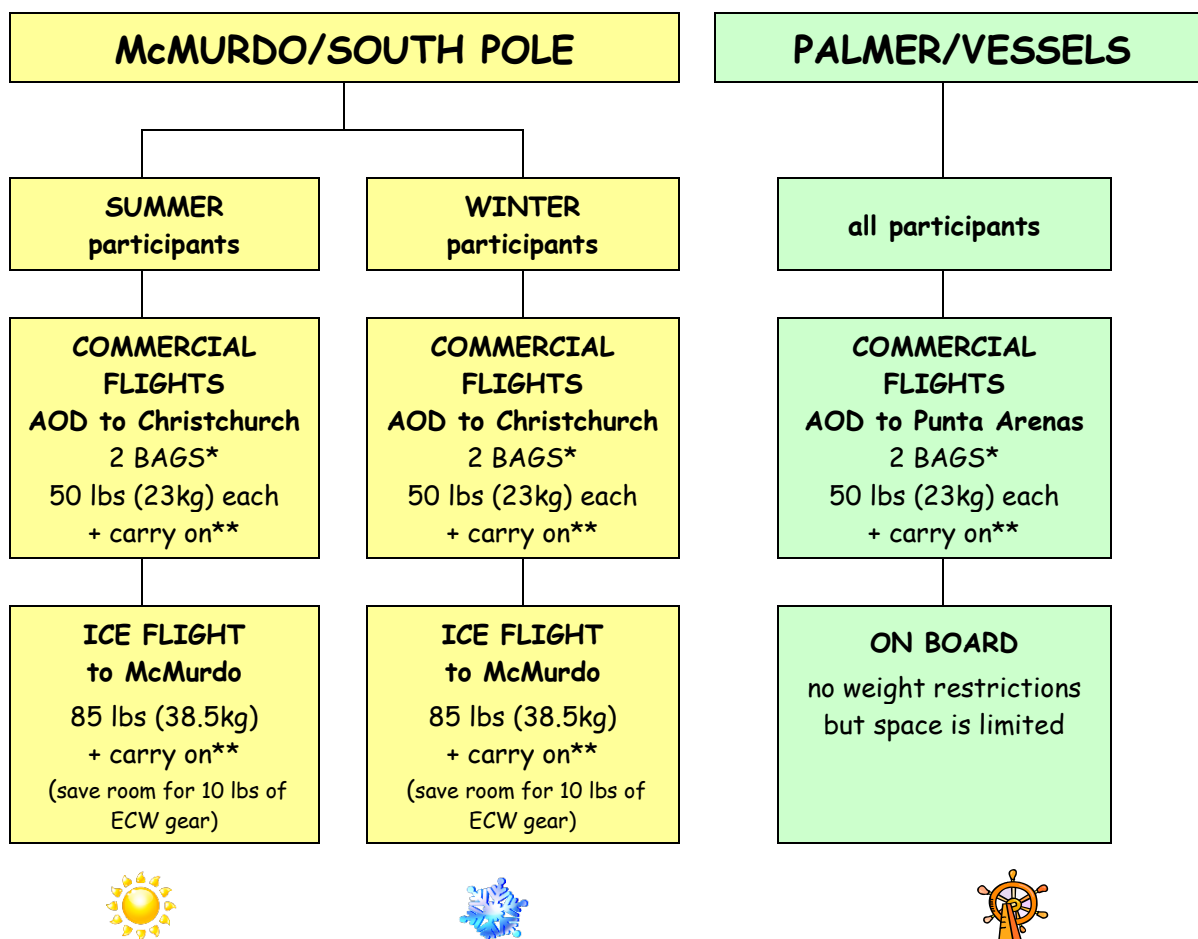 McMURDO/SOUTH POLE
PALMER/VESSELS
SUMMER
participants
WINTER
participants
all participants
COMMERCIAL
FLIGHTS
AOD to Christchurch
2 BAGS*
50 lbs (23kg) each
+ carry on**
COMMERCIAL
FLIGHTS
AOD to Christchurch
2 BAGS*
50 lbs (23kg) each
+ carry on**
COMMERCIAL
FLIGHTS
AOD to Punta Arenas
2 BAGS*
50 lbs (23kg) each
+ carry on**
ICE FLIGHT
to McMurdo
85 lbs (38.5kg)
+ carry on**
(save room for 10 lbs of
ECW gear)
ICE FLIGHT
to McMurdo
85 lbs (38.5kg)
+ carry on**
(save room for 10 lbs of
ECW gear)
ON BOARD
no weight restrictions
but space is limited